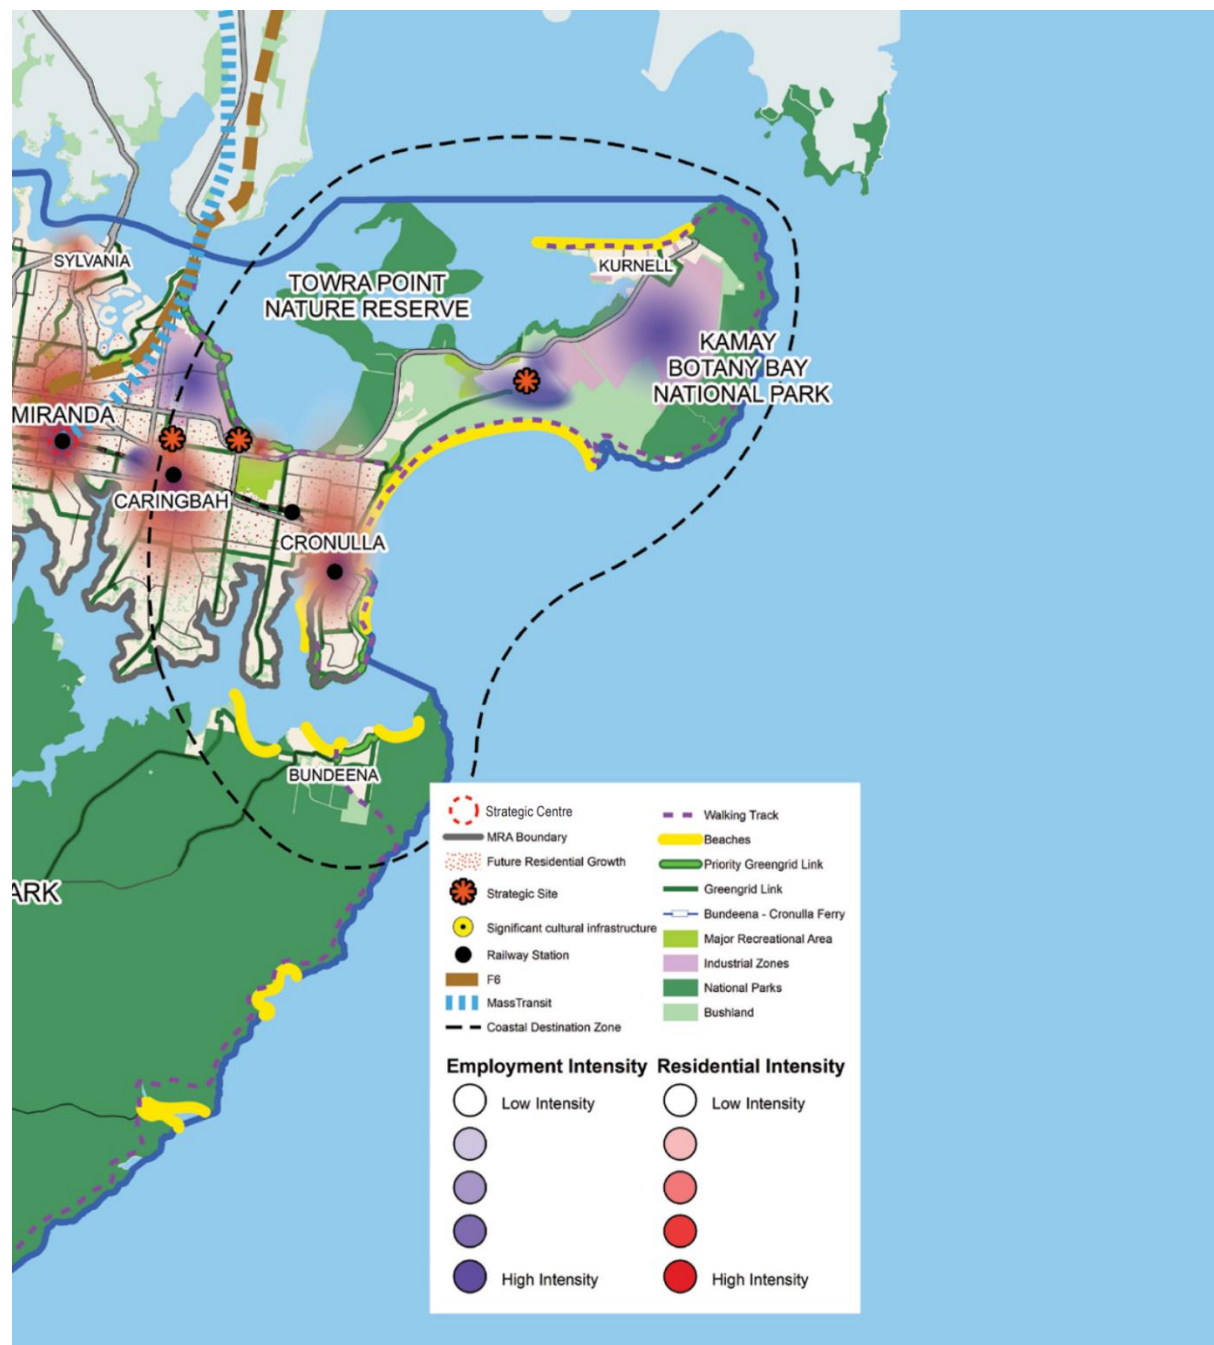 SYLVANIA
TOWRA POINT
NATURE RESERVE
KURNELL
KAMAY
BOTANY BAY
NATIONAL PARK
MIRANDA
CARINGBAH
CRONULLA
BUNDEENA
ARK
Strategic Centre
MRA Boundary
Future Residential Growth
Strategic Site
Significant cultural infrastructure
Railway Station
F6
MassTransit
Coastal Destination Zone
Walking Track
Beaches
Priority Greengrid Link
Greengrid Link
Bundeena - Cronulla Ferry
Major Recreational Area
Industrial Zones
National Parks
Bushland
Employment Intensity
Low Intensity
High Intensity
Residential Intensity
Low Intensity
High Intensity